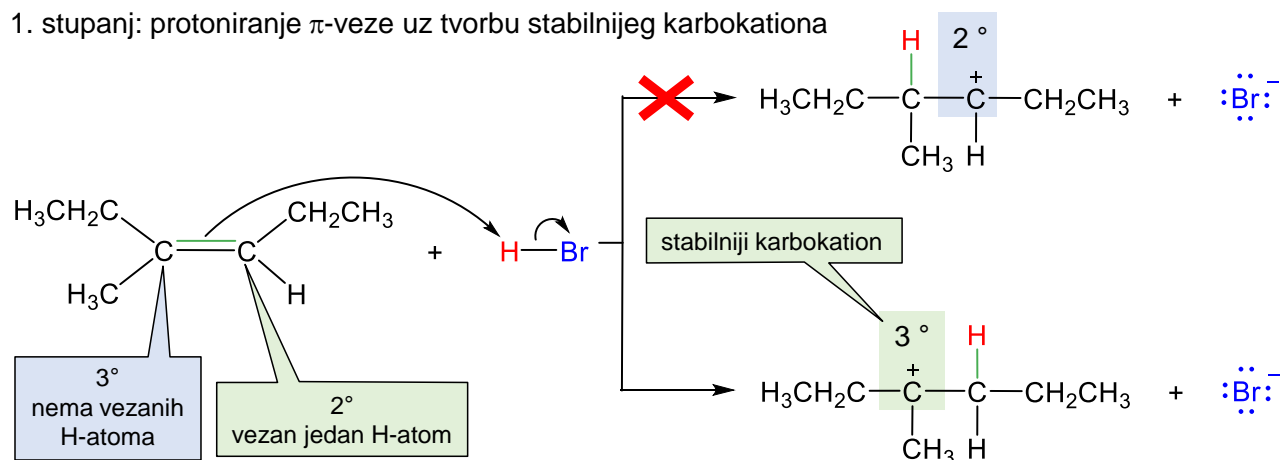 1. stupanj: protoniranje π-veze uz tvorbu stabilnijeg karbokationa
H 2 °
H₃CH₂C C C⁺ CH₂CH₃ + :Br:⁻
CH₃ H
H₃CH₂C CH₂CH₃
C C + H Br
H₃C H
stabilniji karbokation
3 ° H
H₃CH₂C C⁺ C CH₂CH₃ + :Br:⁻
CH₃ H
3°
nema vezanih
H-atoma
2°
vezan jedan H-atom